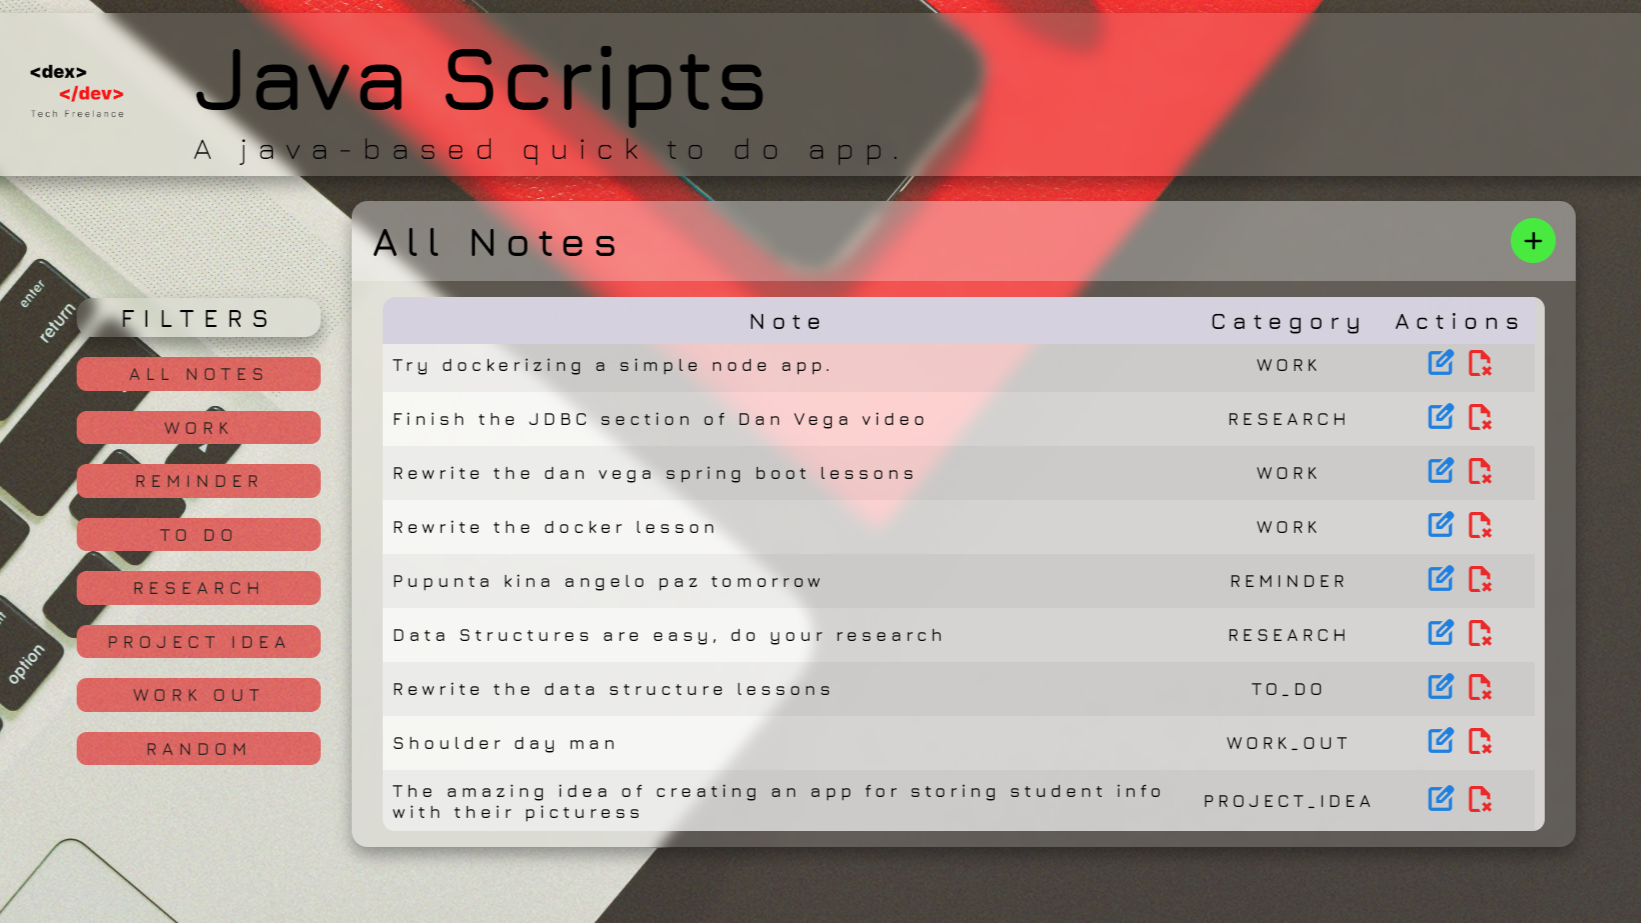 <dex>
</dev>
Tech Freelance
Java Scripts
A java-based quick to do app.
All Notes
+
enter
return
option
FILTERS
ALL NOTES
WORK
REMINDER
TO DO
RESEARCH
PROJECT IDEA
WORK OUT
RANDOM
Note Category Actions
Try dockerizing a simple node app. WORK
Finish the JDBC section of Dan Vega video RESEARCH
Rewrite the dan vega spring boot lessons WORK
Rewrite the docker lesson WORK
Pupunta kina angelo paz tomorrow REMINDER
Data Structures are easy, do your research RESEARCH
Rewrite the data structure lessons TO_DO
Shoulder day man WORK_OUT
The amazing idea of creating an app for storing student info
with their picturess PROJECT_IDEA